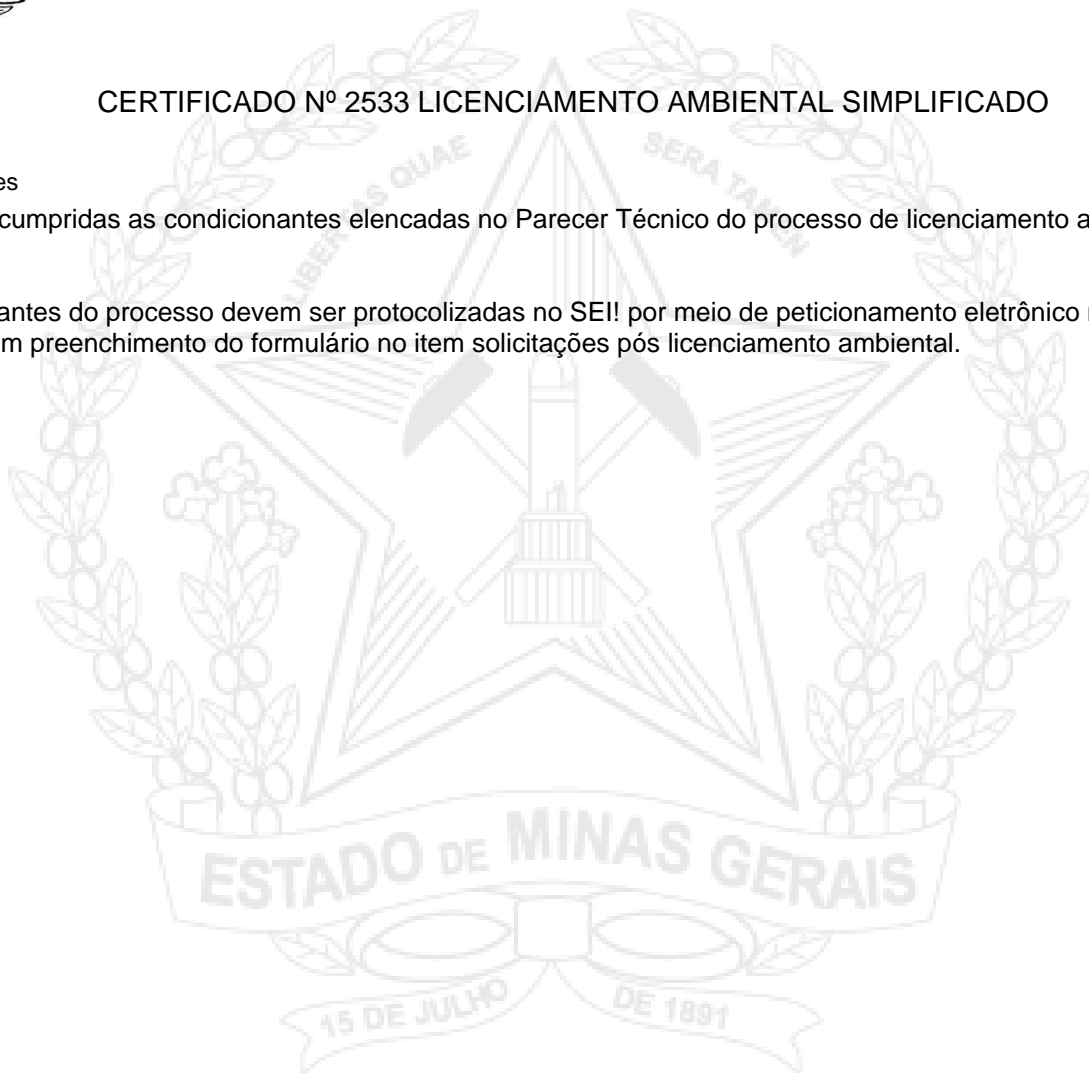 CERTIFICADO Nº 2533 LICENCIAMENTO AMBIENTAL SIMPLIFICADO
es
cumpridas as condicionantes elencadas no Parecer Técnico do processo de licenciamento a
antes do processo devem ser protocolizadas no SEI! por meio de peticionamento eletrônico
m preenchimento do formulário no item solicitações pós licenciamento ambiental.
LIBERTAS QUAE SERA TAMEN
ESTADO DE MINAS GERAIS
15 DE JULHO DE 1891